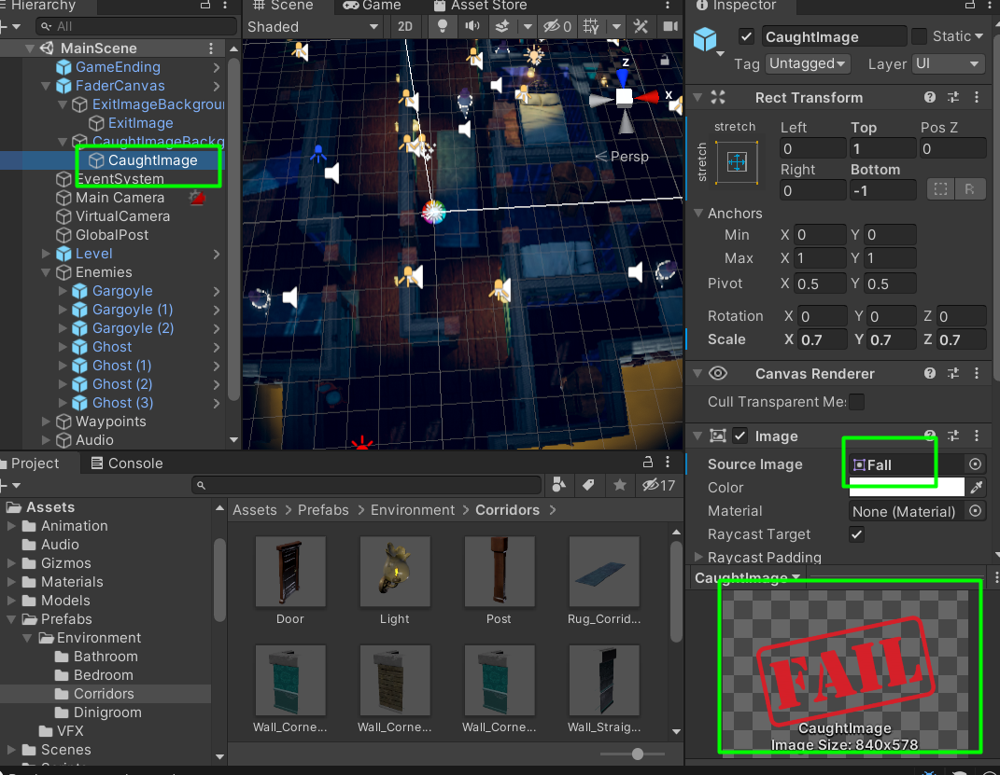 Hierarchy
Scene
Game
Asset Store
Inspector
All
Shaded
2D
0
CaughtImage
Static
Tag
Untagged
Layer
UI
MainScene
GameEnding
FaderCanvas
ExitImageBackgrou
ExitImage
CaughtImageBackg
CaughtImage
EventSystem
Main Camera
VirtualCamera
GlobalPost
Level
Enemies
Gargoyle
Gargoyle (1)
Gargoyle (2)
Ghost
Ghost (1)
Ghost (2)
Ghost (3)
Waypoints
Audio
z
x
Persp
Rect Transform
stretch
stretch
Left
Top
Pos Z
0
1
0
Right
Bottom
0
-1
R
Anchors
Min
X 0
Y 0
Max
X 1
Y 1
Pivot
X 0.5
Y 0.5
Rotation
X 0
Y 0
Z 0
Scale
X 0.7
Y 0.7
Z 0.7
Canvas Renderer
Cull Transparent Mes
Image
Source Image
Fall
Color
Material
None (Material)
Raycast Target
Raycast Padding
Project
Console
17
Assets
Animation
Audio
Gizmos
Materials
Models
Prefabs
Environment
Bathroom
Bedroom
Corridors
Dinigroom
VFX
Scenes
Assets > Prefabs > Environment > Corridors >
Door
Light
Post
Rug_Corrid...
Wall_Corne...
Wall_Corne...
Wall_Corne...
Wall_Straig...
CaughtImage
FAIL
CaughtImage
Image Size: 840x578